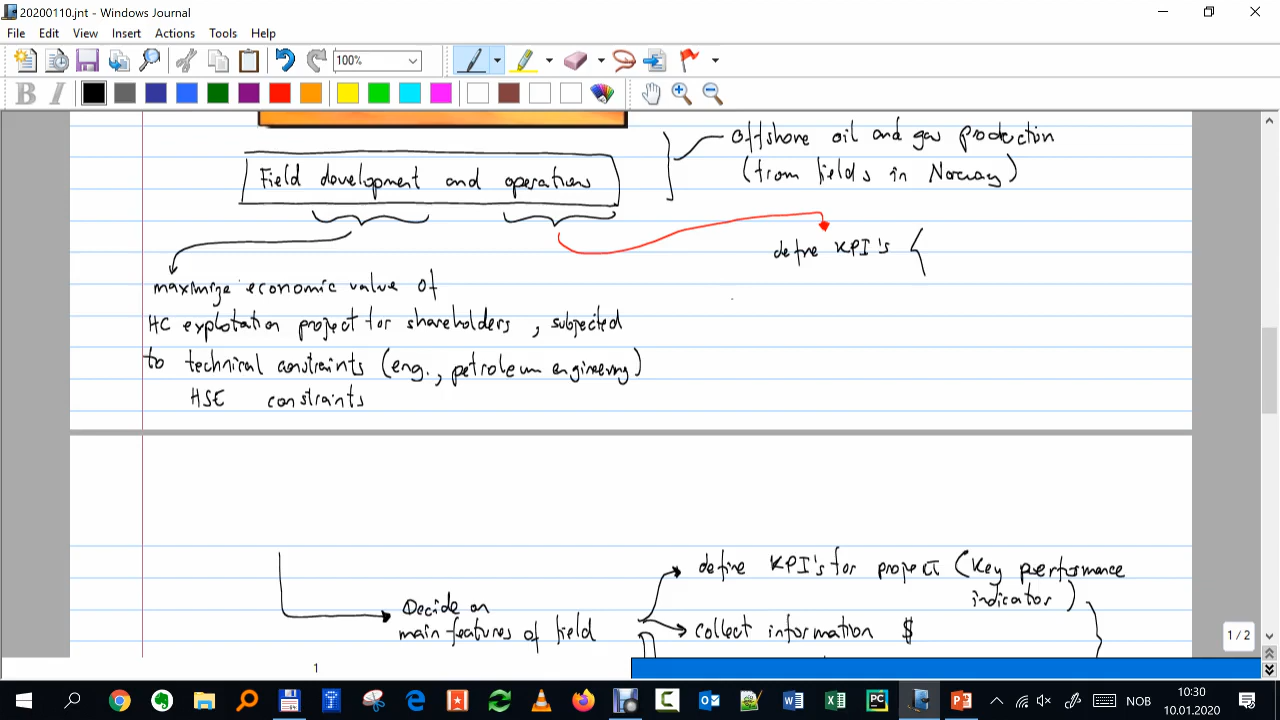 20200110.jnt - Windows Journal
File Edit View Insert Actions Tools Help
100%
B I
Offshore oil and gas production
(from fields in Norway)
Field development and operations
define KPI's {
maximize economic value of
HC explotation project for shareholders, subjected
to technical constraints (eng., petroleum engineering)
HSE constraints
define KPI's for project (Key performance
indicator)
Decide on
main features of field
collect information $
1 / 2
1
NOB
10:30
10.01.2020